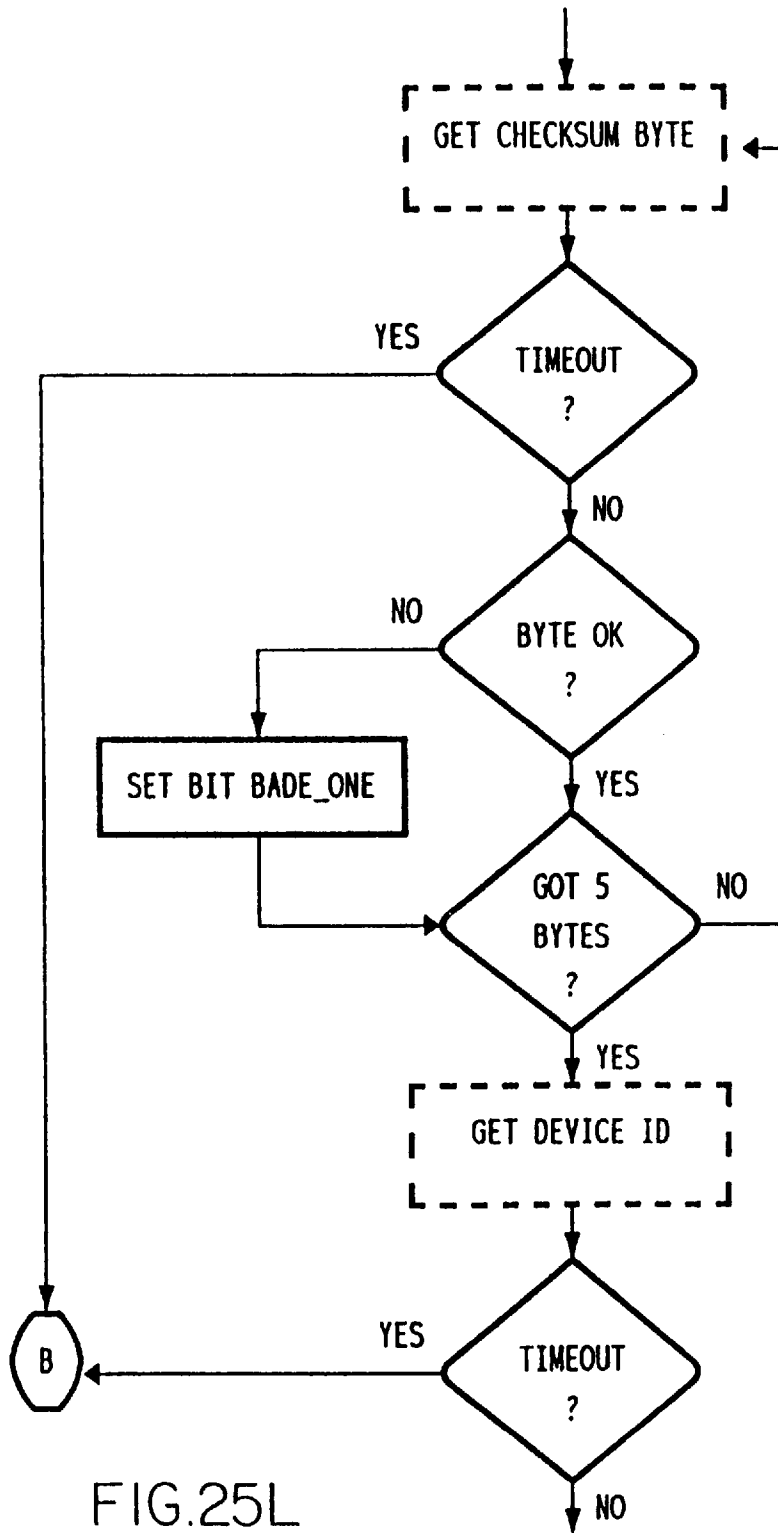 GET CHECKSUM BYTE
YES
TIMEOUT
?
NO
NO
BYTE OK
?
SET BIT BADE_ONE
YES
GOT 5
BYTES
?
NO
YES
GET DEVICE ID
B
YES
TIMEOUT
?
NO
FIG.25L